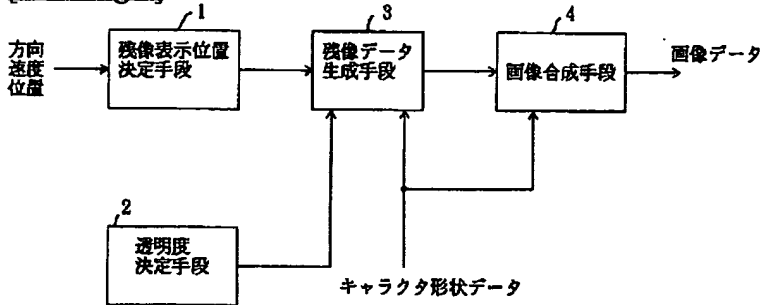 1
3
4
方向
速度
位置
残像表示位置
決定手段
残像データ
生成手段
画像合成手段
画像データ
2
透明度
決定手段
キャラクタ形状データ